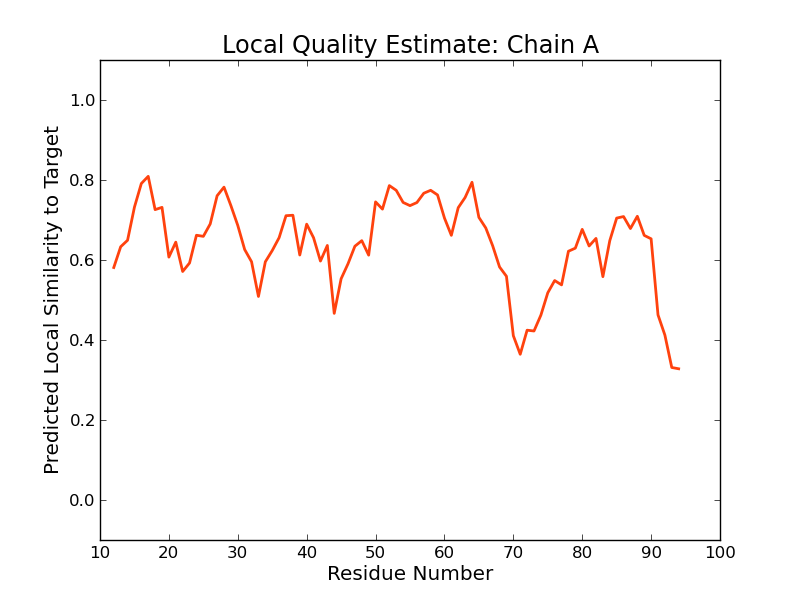 Local Quality Estimate: Chain A
Predicted Local Similarity to Target
1.0
0.8
0.6
0.4
0.2
0.0
10 20 30 40 50 60 70 80 90 100
Residue Number